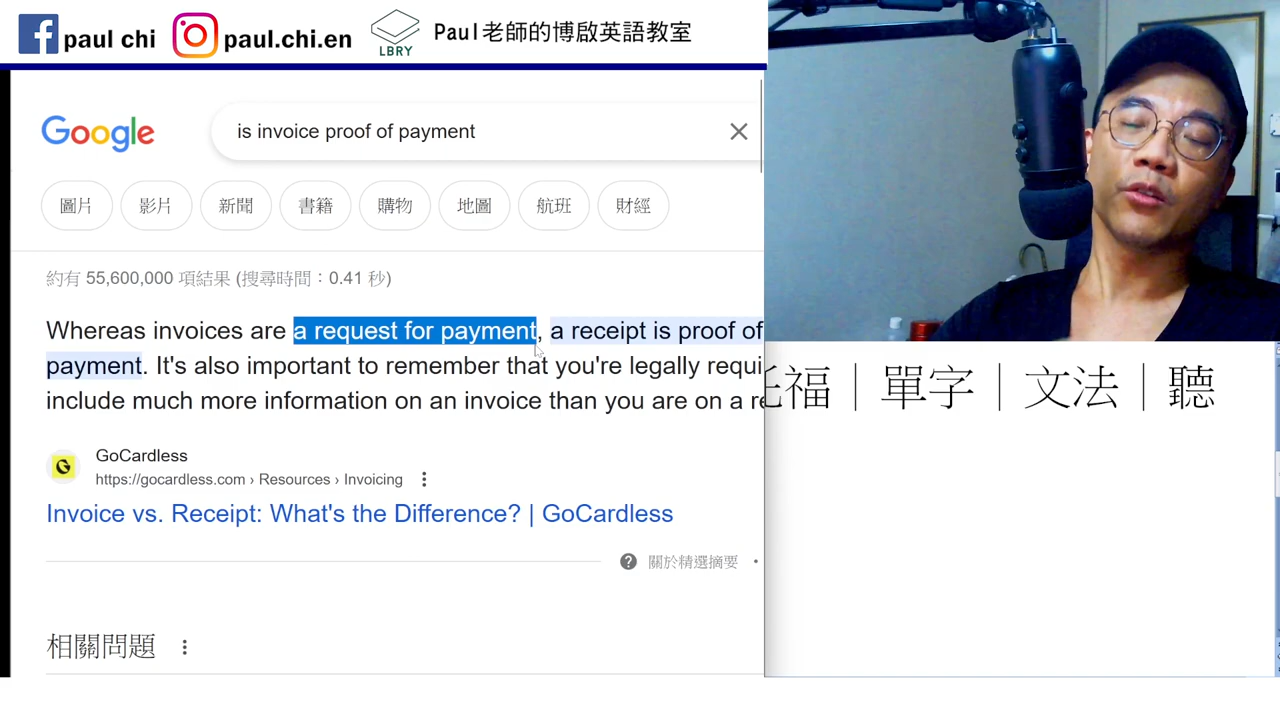 paul chi
paul.chi.en
LBRY
Paul老師的博啟英語教室
Google
is invoice proof of payment
圖片
影片
新聞
書籍
購物
地圖
航班
財經
約有 55,600,000 項結果 (搜尋時間：0.41 秒)
Whereas invoices are a request for payment, a receipt is proof of
payment. It's also important to remember that you're legally requi
include much more information on an invoice than you are on a re
GoCardless
https://gocardless.com › Resources › Invoicing
Invoice vs. Receipt: What's the Difference? | GoCardless
關於精選摘要 •
相關問題
托福｜單字｜文法｜聽